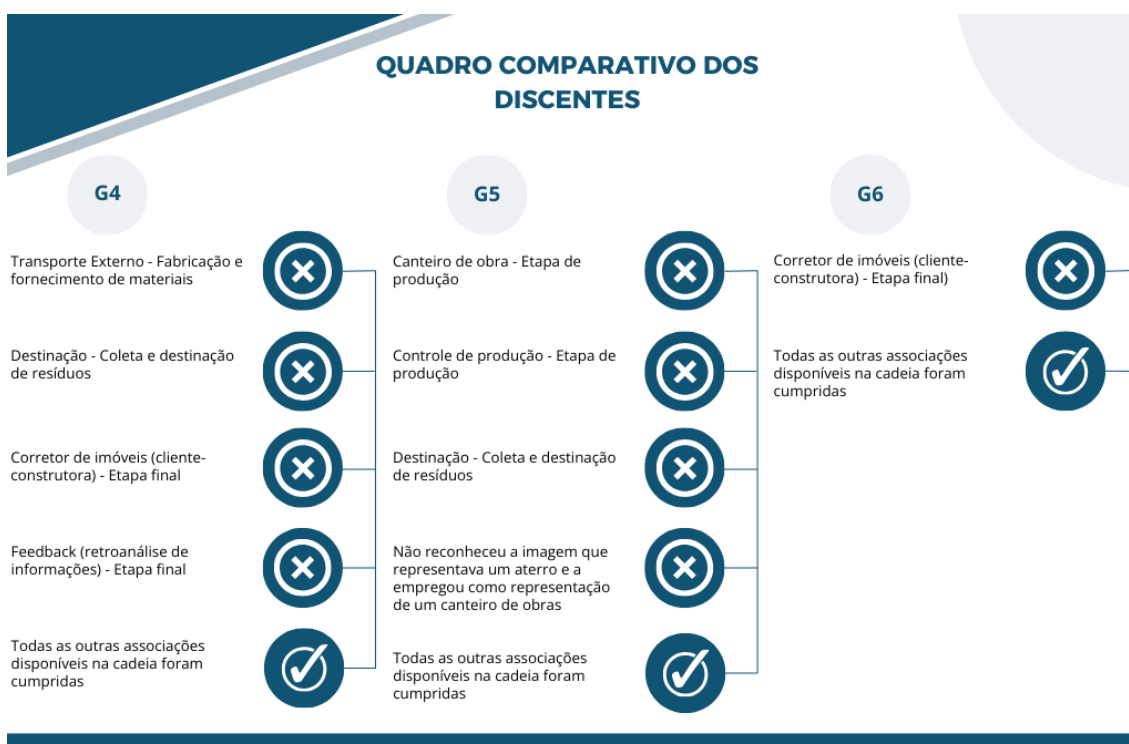 QUADRO COMPARATIVO DOS
DISCENTES
G4
Transporte Externo - Fabricação e
fornecimento de materiais
Destinação - Coleta e destinação
de resíduos
Corretor de imóveis (cliente-
construtora) - Etapa final
Feedback (retroanálise de
informações) - Etapa final
Todas as outras associações
disponíveis na cadeia foram
cumpridas
G5
Canteiro de obra - Etapa de
produção
Controle de produção - Etapa de
produção
Destinação - Coleta e destinação
de resíduos
Não reconheceu a imagem que
representava um aterro e a
empregou como representação
de um canteiro de obras
Todas as outras associações
disponíveis na cadeia foram
cumpridas
G6
Corretor de imóveis (cliente-
construtora) - Etapa final)
Todas as outras associações
disponíveis na cadeia foram
cumpridas